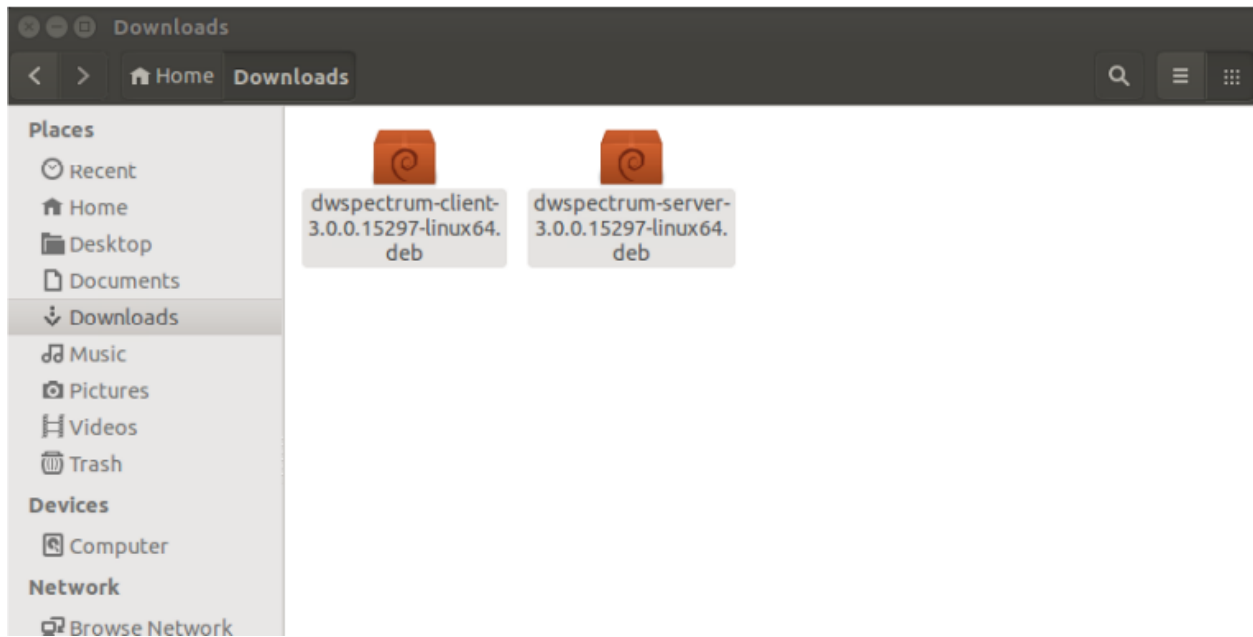 Downloads
Home Downloads
Places
Recent
Home
Desktop
Documents
Downloads
Music
Pictures
Videos
Trash
Devices
Computer
Network
Browse Network
dwspectrum-client-
3.0.0.15297-linux64.
deb
dwspectrum-server-
3.0.0.15297-linux64.
deb